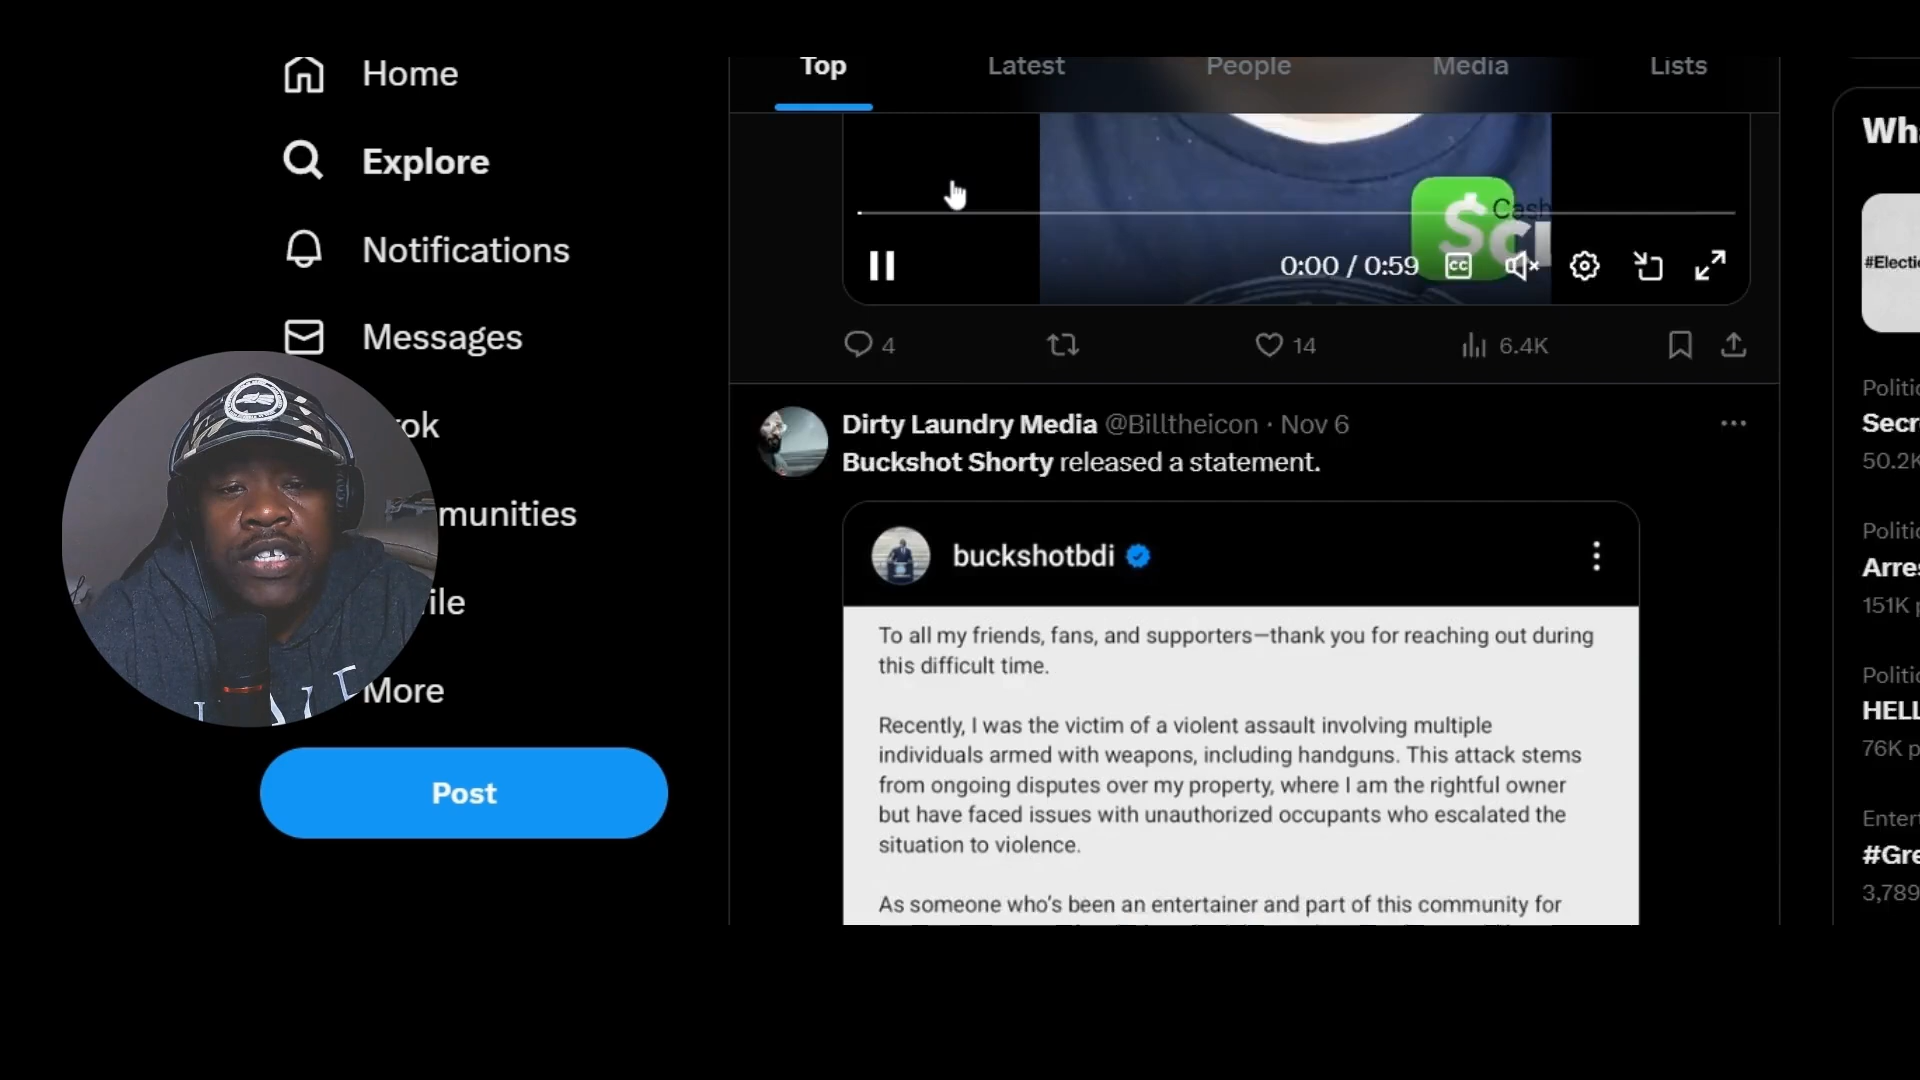 Home
Explore
Notifications
Messages
ok
munities
ile
More
Post
Top Latest People Media Lists
Cash
0:00 / 0:59 CC
4 14 6.4K
Dirty Laundry Media @Billtheicon · Nov 6
Buckshot Shorty released a statement.
buckshotbdi
To all my friends, fans, and supporters—thank you for reaching out during
this difficult time.
Recently, I was the victim of a violent assault involving multiple
individuals armed with weapons, including handguns. This attack stems
from ongoing disputes over my property, where I am the rightful owner
but have faced issues with unauthorized occupants who escalated the
situation to violence.
As someone who's been an entertainer and part of this community for
Wh
#Electi
Politi
Secr
50.2K
Politi
Arres
151K p
Politi
HELL
76K p
Enter
#Gre
3,789